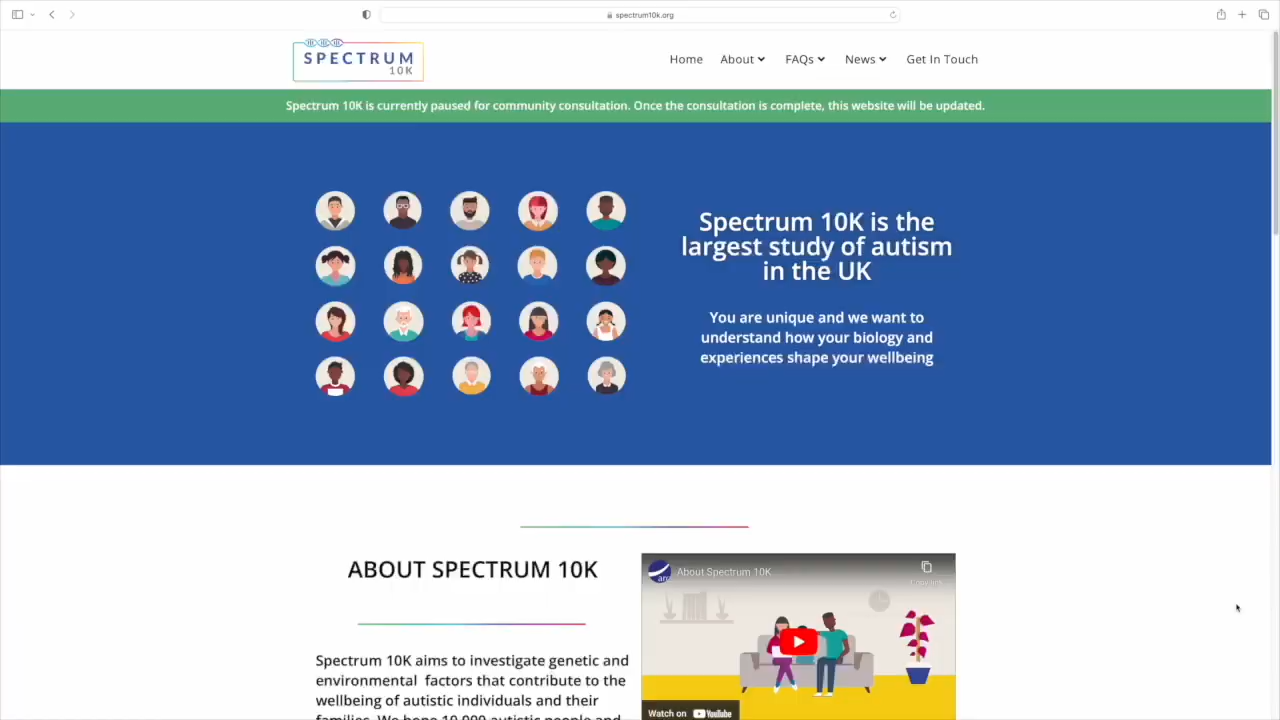 spectrum10k.org
SPECTRUM
10K
Home About FAQs News Get In Touch
Spectrum 10K is currently paused for community consultation. Once the consultation is complete, this website will be updated.
Spectrum 10K is the
largest study of autism
in the UK
You are unique and we want to
understand how your biology and
experiences shape your wellbeing
ABOUT SPECTRUM 10K
Spectrum 10K aims to investigate genetic and
environmental factors that contribute to the
wellbeing of autistic individuals and their
families. We hope 10,000 autistic people and
arc
About Spectrum 10K
Copy link
Watch on YouTube